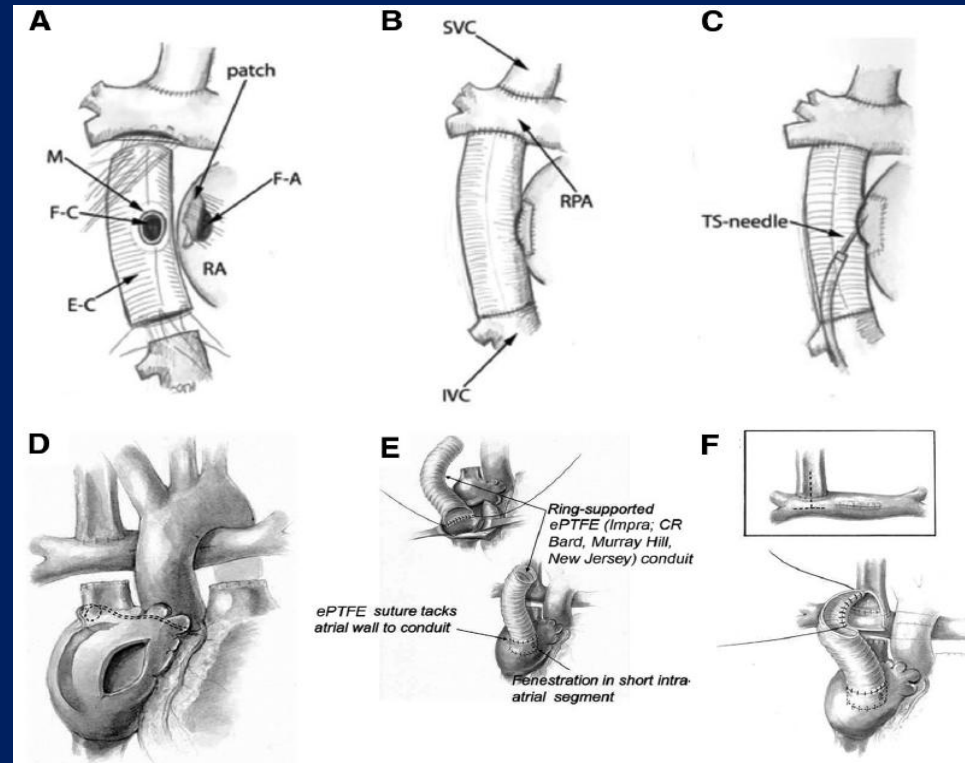 A
patch
M
F-C
F-A
RA
E-C
B
SVC
RPA
IVC
C
TS-needle
D
E
Ring-supported
ePTFE (Impra; CR
Bard, Murray Hill,
New Jersey) conduit
ePTFE suture tacks
atrial wall to conduit
Fenestration in short intra-
atrial segment
F